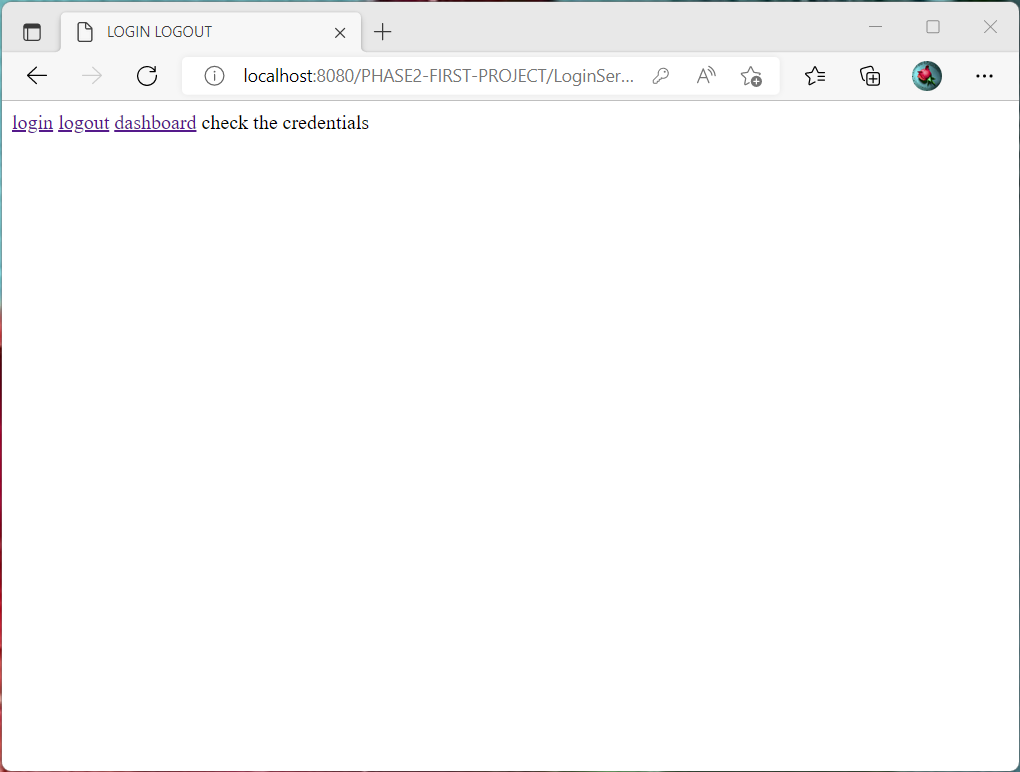 LOGIN LOGOUT
localhost:8080/PHASE2-FIRST-PROJECT/LoginSer...
login logout dashboard check the credentials